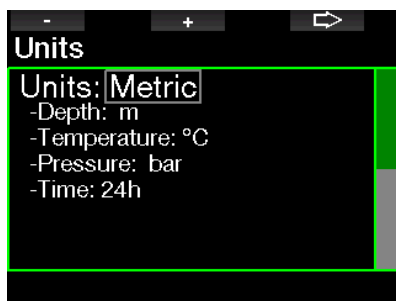 - +
Units
Units: Metric
-Depth: m
-Temperature: °C
-Pressure: bar
-Time: 24h